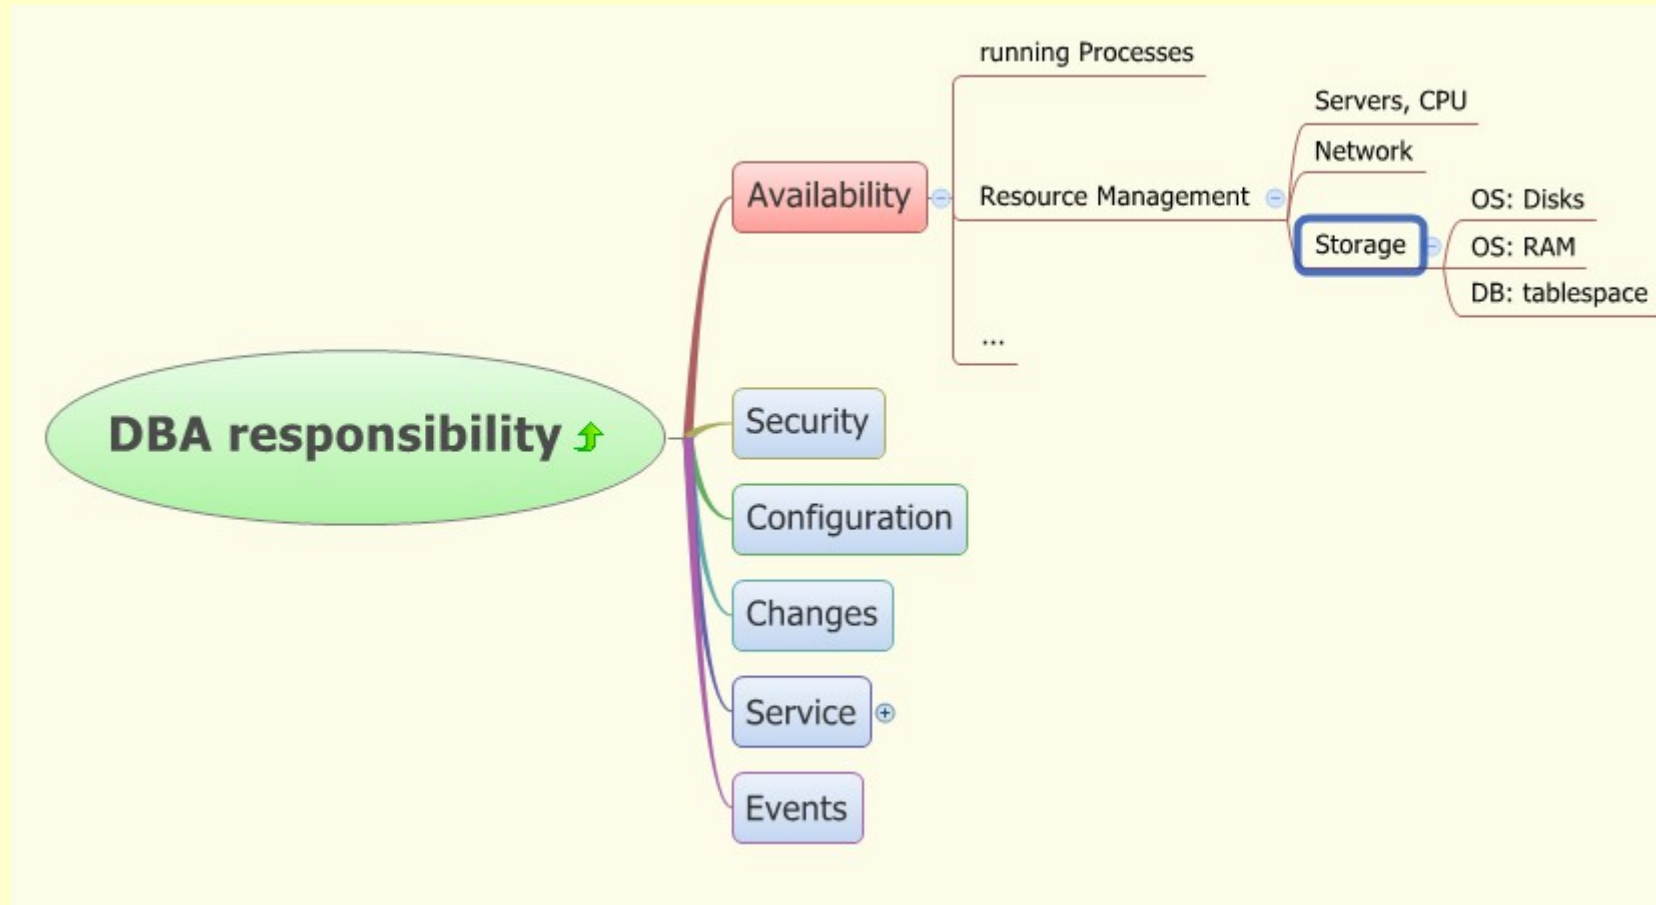 DBA responsibility
Availability
running Processes
Resource Management
Servers, CPU
Network
Storage
OS: Disks
OS: RAM
DB: tablespace
...
Security
Configuration
Changes
Service
Events